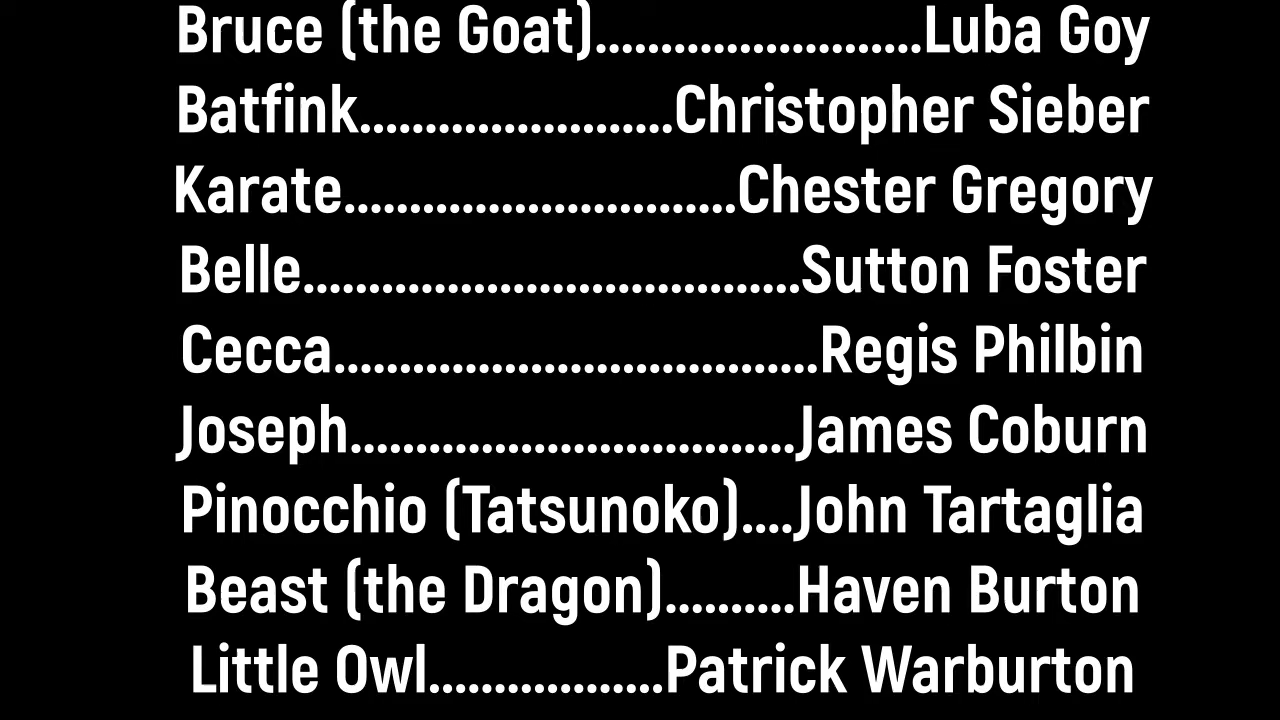 Bruce (the Goat).........................Luba Goy
Batfink........................Christopher Sieber
Karate..............................Chester Gregory
Belle......................................Sutton Foster
Cecca.....................................Regis Philbin
Joseph..................................James Coburn
Pinocchio (Tatsunoko)....John Tartaglia
Beast (the Dragon)..........Haven Burton
Little Owl..................Patrick Warburton